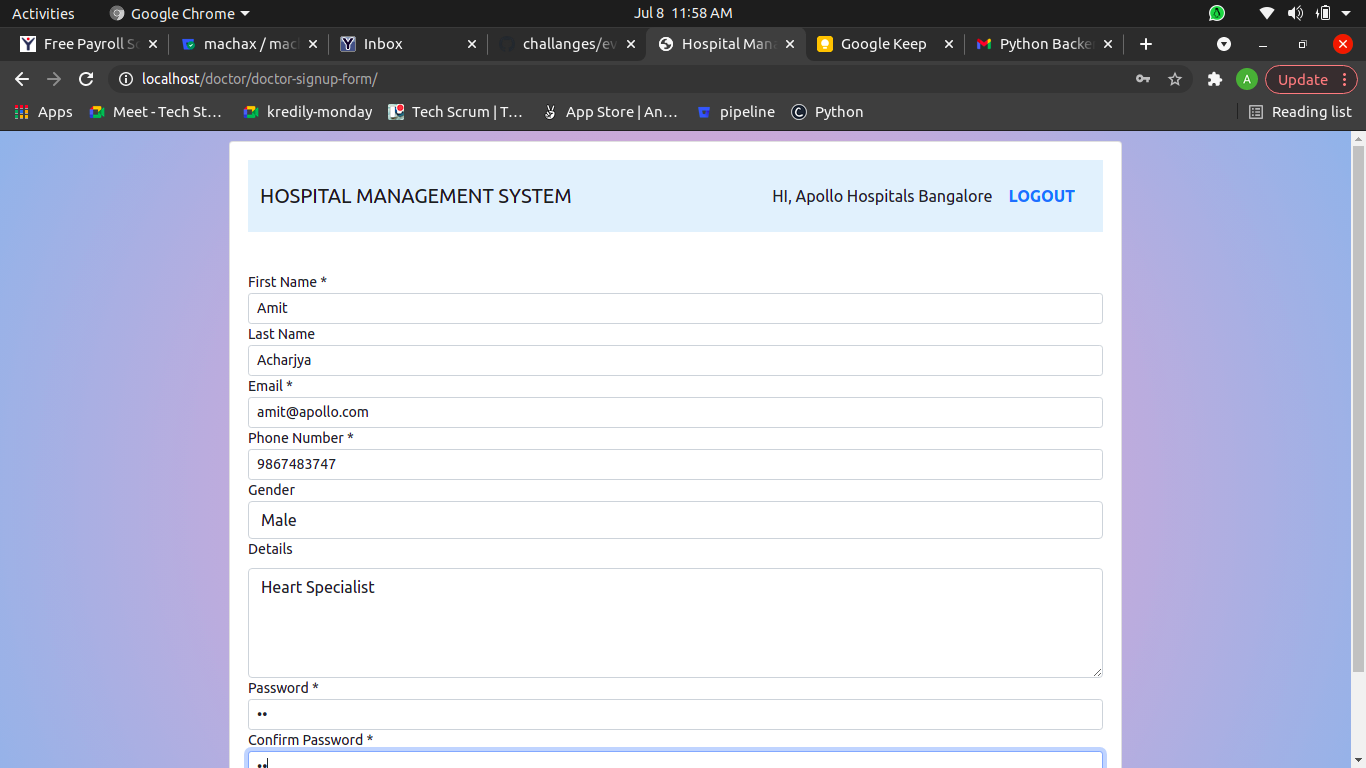 Activities Google Chrome Jul 8 11:58 AM
Free Payroll So machax / mac Inbox challanges/ev Hospital Man Google Keep Python Backe
localhost/doctor/doctor-signup-form/ A Update
Apps Meet - Tech St… kredily-monday Tech Scrum | T… App Store | An… pipeline Python Reading list
HOSPITAL MANAGEMENT SYSTEM HI, Apollo Hospitals Bangalore LOGOUT
First Name *
Amit
Last Name
Acharjya
Email *
amit@apollo.com
Phone Number *
9867483747
Gender
Male
Details
Heart Specialist
Password *
••
Confirm Password *
••